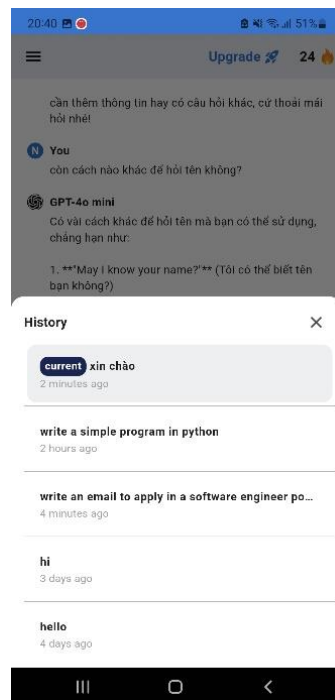 20:40 51%
Upgrade 24
cần thêm thông tin hay có câu hỏi khác, cứ thoải mái
hỏi nhé!
N You
còn cách nào khác để hỏi tên không?
GPT-4o mini
Có vài cách khác để hỏi tên mà bạn có thể sử dụng,
chẳng hạn như:
1. **"May I know your name?"** (Tôi có thể biết tên
bạn không?)
History
current xin chào
2 minutes ago
write a simple program in python
2 hours ago
write an email to apply in a software engineer po...
4 minutes ago
hi
3 days ago
hello
4 days ago